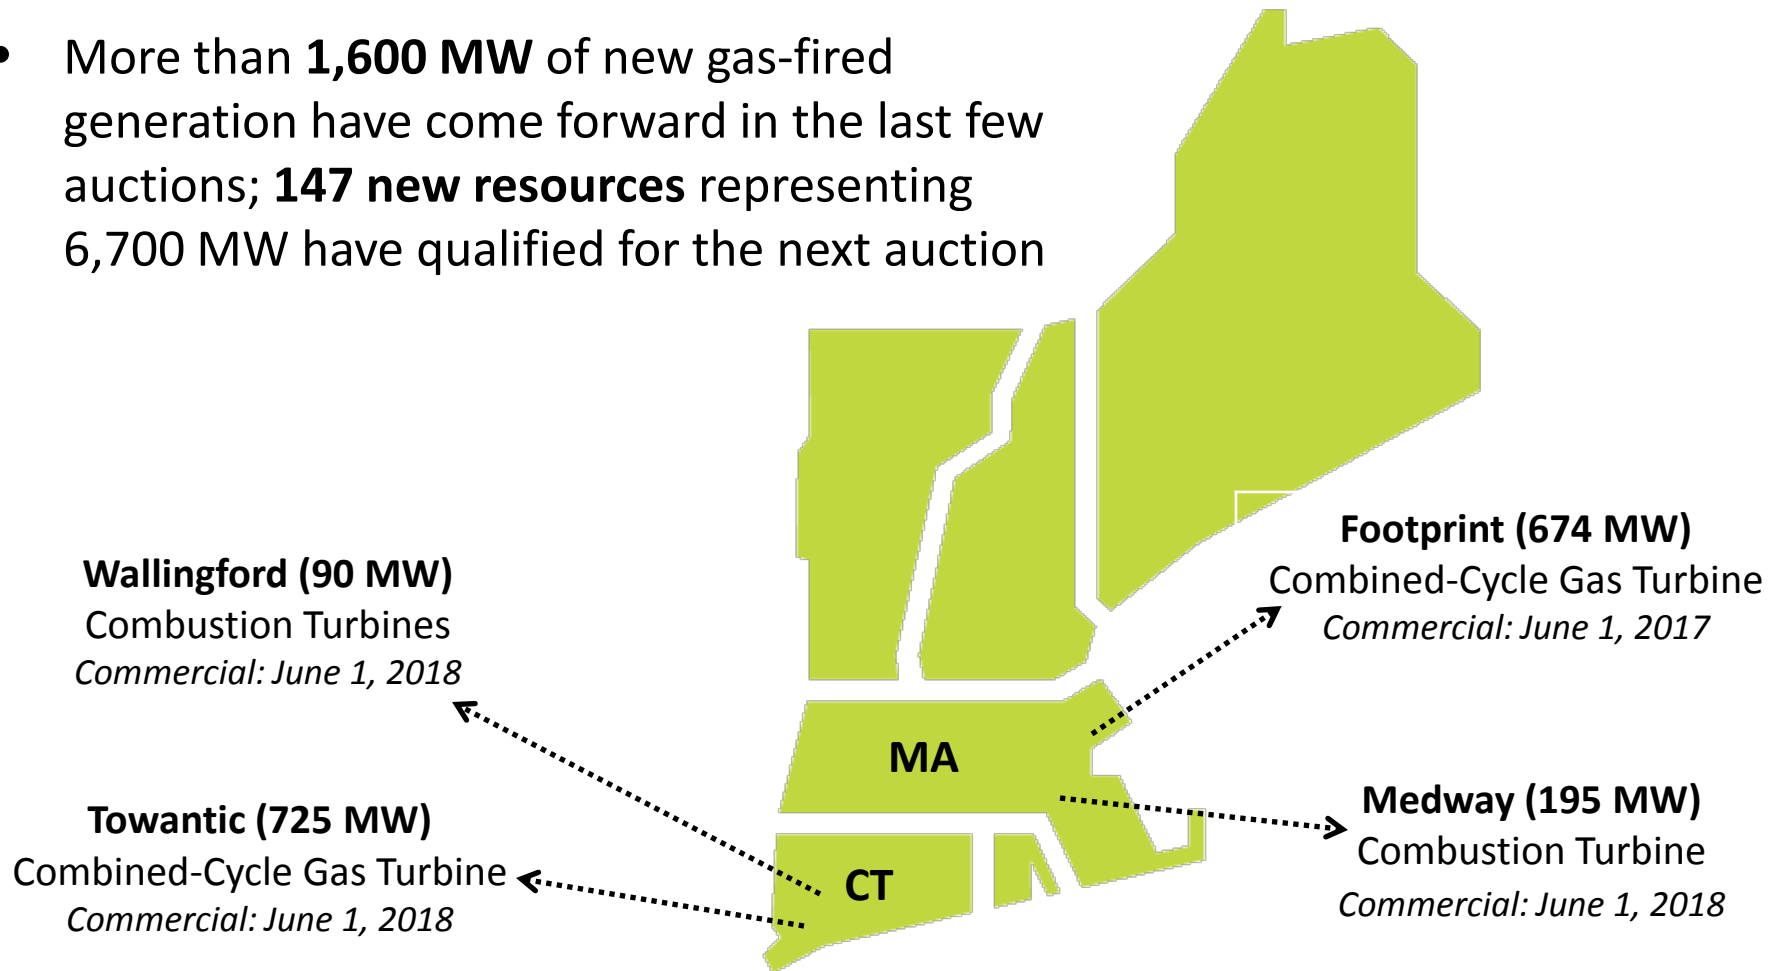 • More than 1,600 MW of new gas-fired
generation have come forward in the last few
auctions; 147 new resources representing
6,700 MW have qualified for the next auction
Wallingford (90 MW)
Combustion Turbines
Commercial: June 1, 2018
Towantic (725 MW)
Combined-Cycle Gas Turbine
Commercial: June 1, 2018
MA
CT
Footprint (674 MW)
Combined-Cycle Gas Turbine
Commercial: June 1, 2017
Medway (195 MW)
Combustion Turbine
Commercial: June 1, 2018